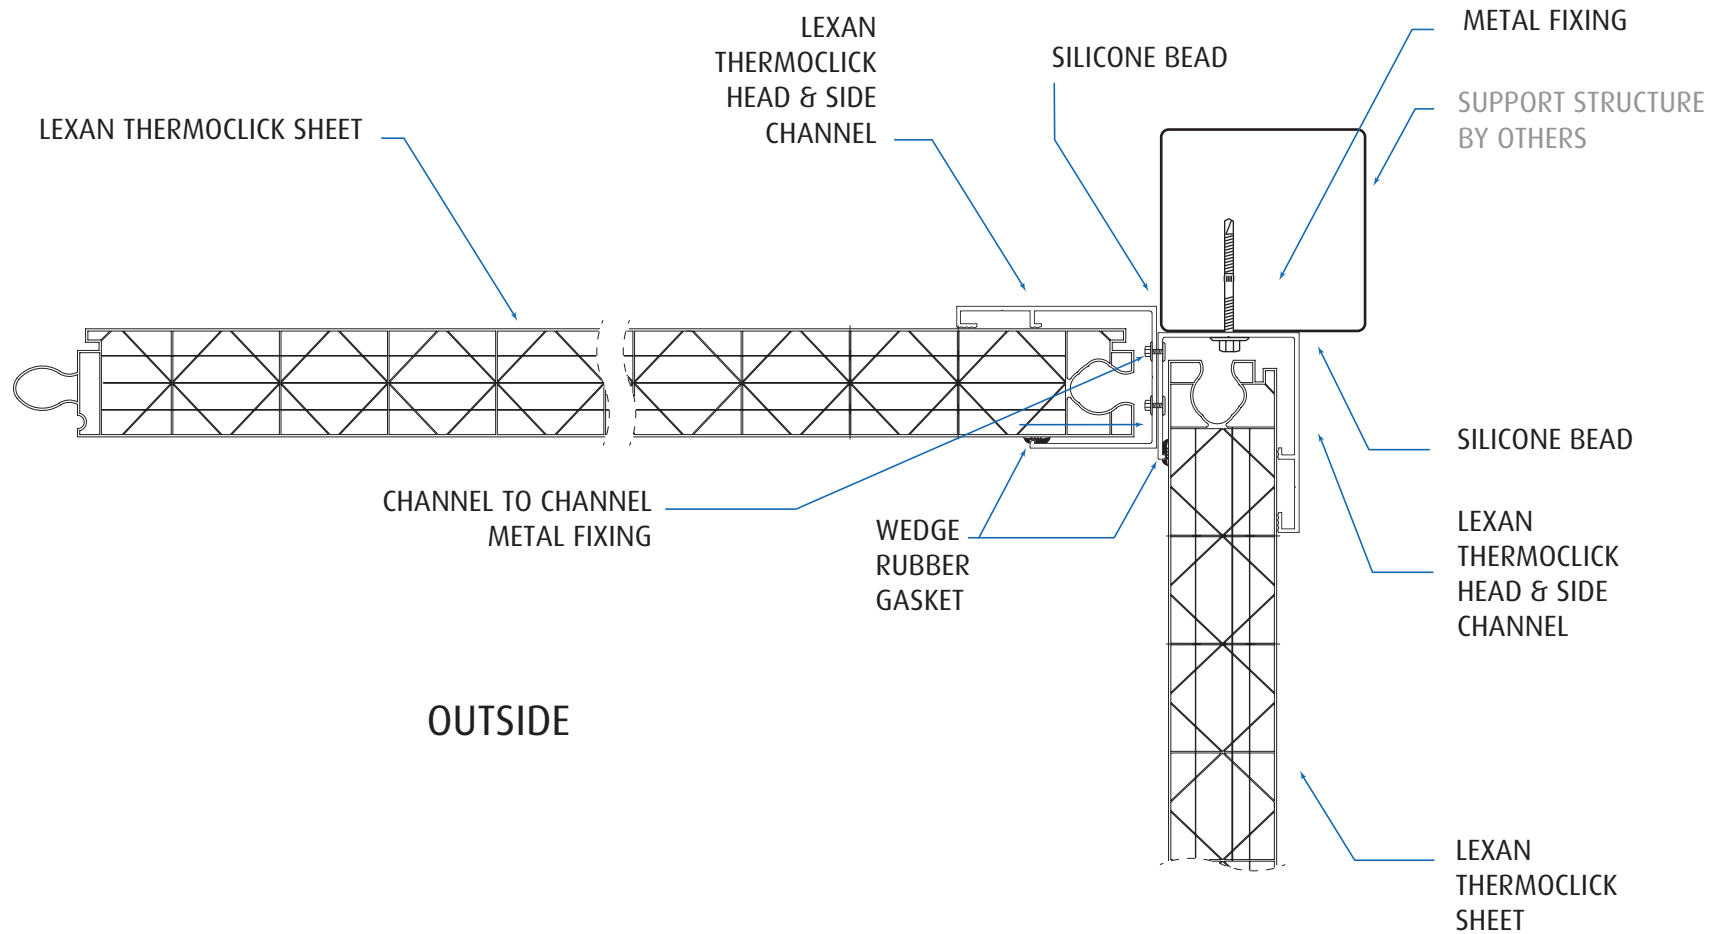 LEXAN THERMOCLICK SHEET
LEXAN
THERMOCLICK
HEAD & SIDE
CHANNEL
SILICONE BEAD
METAL FIXING
SUPPORT STRUCTURE
BY OTHERS
CHANNEL TO CHANNEL
METAL FIXING
WEDGE
RUBBER
GASKET
SILICONE BEAD
LEXAN
THERMOCLICK
HEAD & SIDE
CHANNEL
OUTSIDE
LEXAN
THERMOCLICK
SHEET